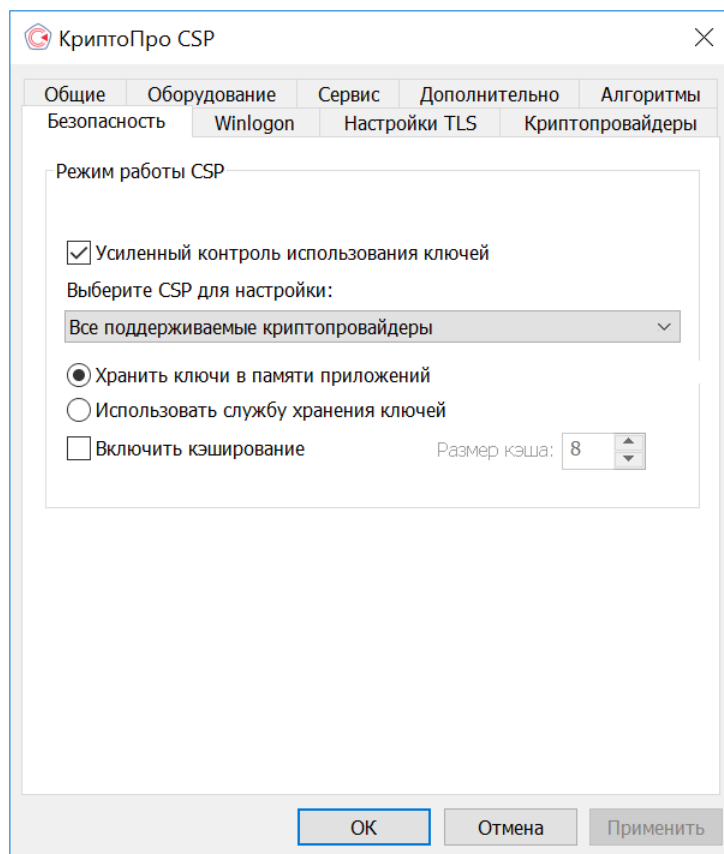 КриптоПро CSP
Общие Оборудование Сервис Дополнительно Алгоритмы
Безопасность Winlogon Настройки TLS Криптопровайдеры
Режим работы CSP
Усиленный контроль использования ключей
Выберите CSP для настройки:
Все поддерживаемые криптопровайдеры
Хранить ключи в памяти приложений
Использовать службу хранения ключей
Включить кэширование Размер кэша: 8
ОК Отмена Применить